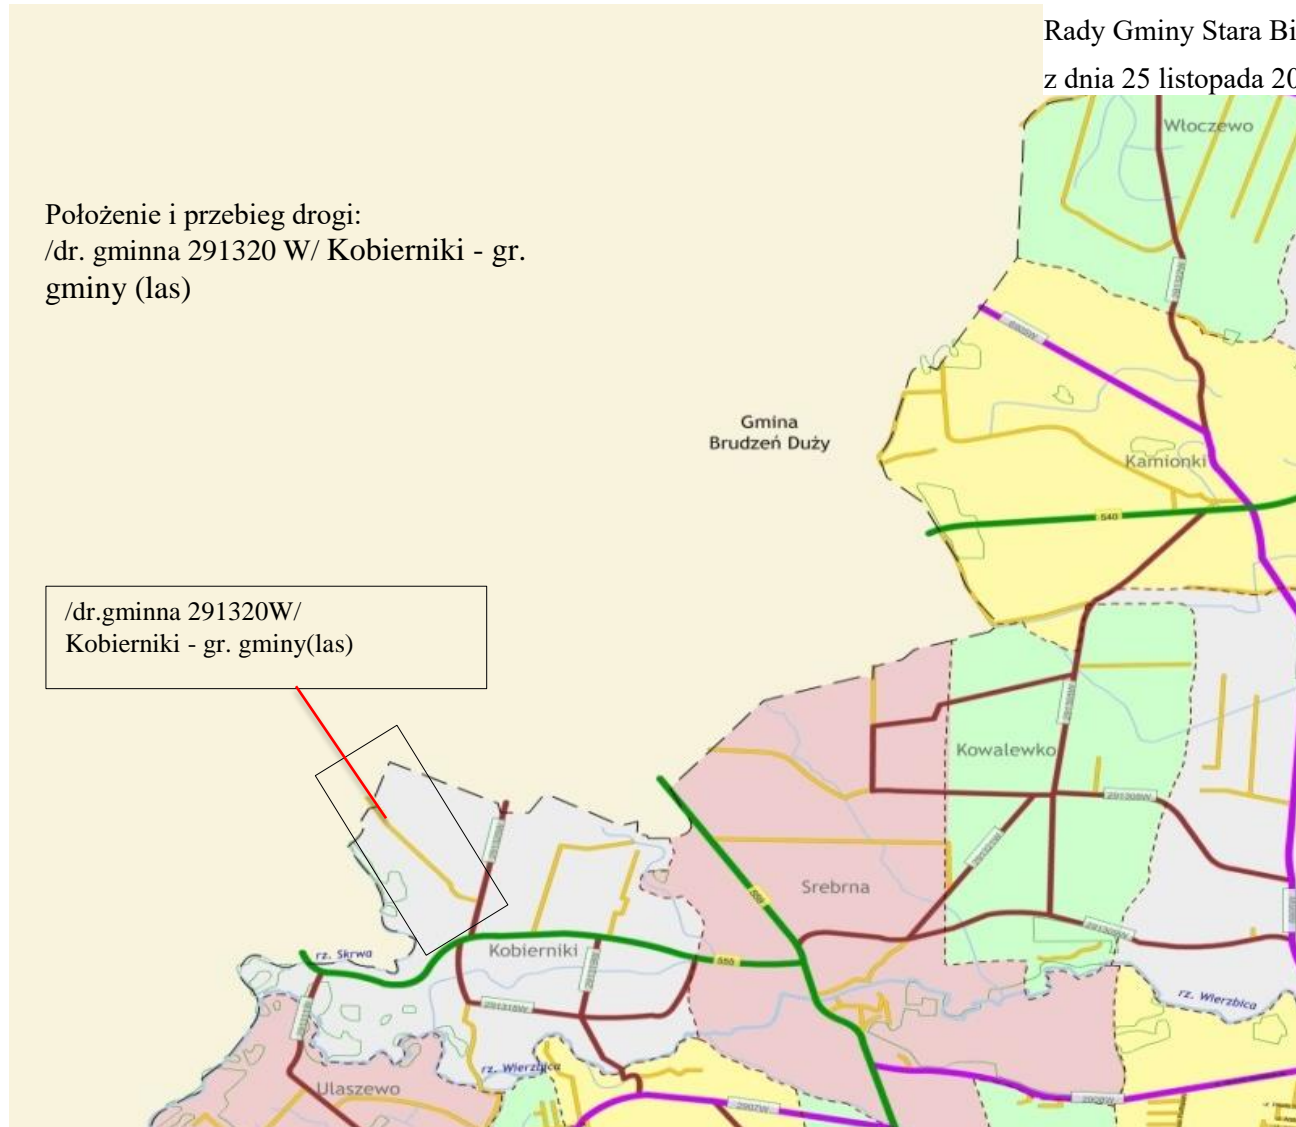 Rady Gminy Stara Bi
z dnia 25 listopada 20
Włoczewo
Położenie i przebieg drogi:
/dr. gminna 291320 W/ Kobierniki - gr.
gminy (las)
Gmina
Brudzeń Duży
Kamionki
540
/dr.gminna 291320W/
Kobierniki - gr. gminy(las)
Kowalewko
Srebrna
559
rz. Skrwa
Kobierniki
555
rz. Wierzbica
rz. Wierzbica
Ulaszewo